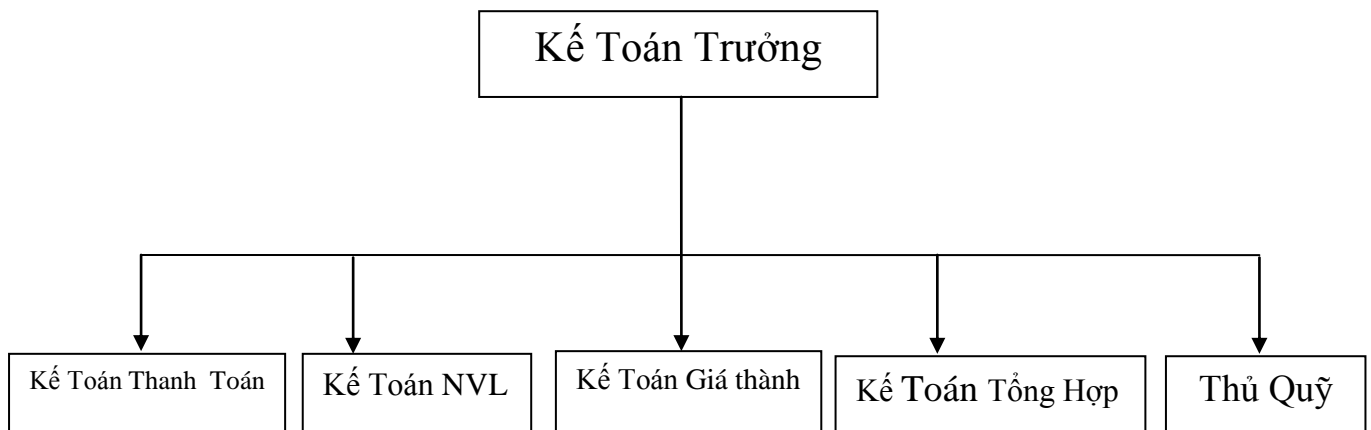 Kế Toán Trưởng
Kế Toán Thanh Toán
Kế Toán NVL
Kế Toán Giá thành
Kế Toán Tổng Hợp
Thủ Quỹ